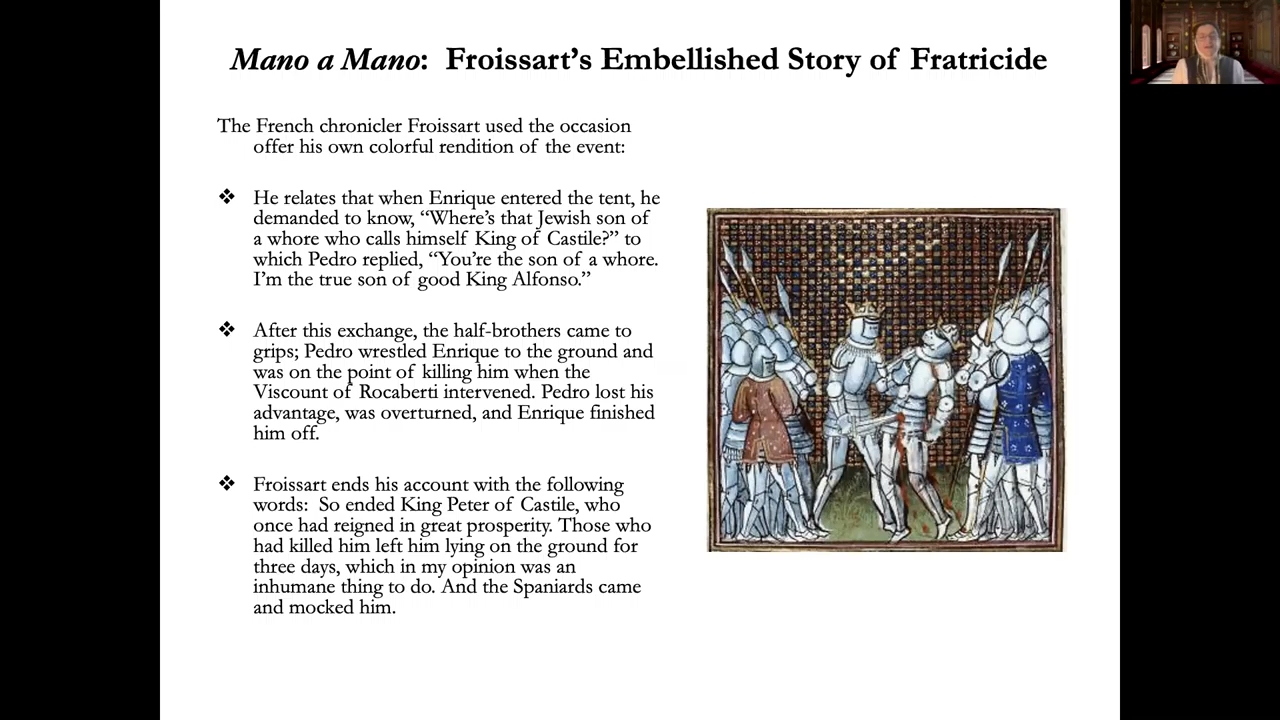 Mano a Mano:  Froissart’s Embellished Story of Fratricide
The French chronicler Froissart used the occasion
offer his own colorful rendition of the event:
❖ He relates that when Enrique entered the tent, he
demanded to know, “Where’s that Jewish son of
a whore who calls himself King of Castile?” to
which Pedro replied, “You’re the son of a whore.
I’m the true son of good King Alfonso.”
❖ After this exchange, the half-brothers came to
grips; Pedro wrestled Enrique to the ground and
was on the point of killing him when the
Viscount of Rocaberti intervened. Pedro lost his
advantage, was overturned, and Enrique finished
him off.
❖ Froissart ends his account with the following
words:  So ended King Peter of Castile, who
once had reigned in great prosperity. Those who
had killed him left him lying on the ground for
three days, which in my opinion was an
inhumane thing to do. And the Spaniards came
and mocked him.